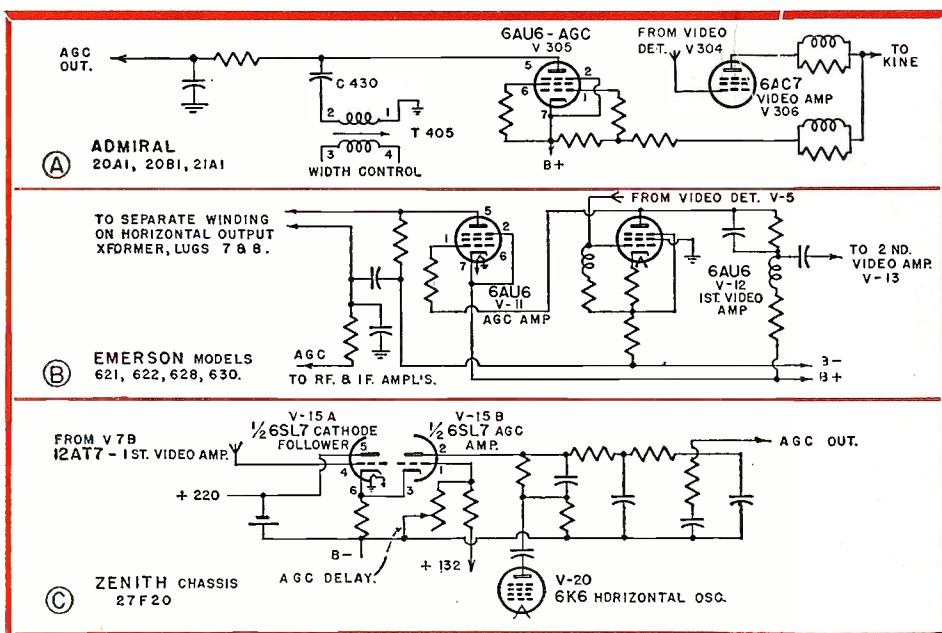 AGC
OUT.
C 430
2
1
T 405
3
4
WIDTH CONTROL
6AU6 - AGC
V 305
5
2
6
1
7
B+
FROM VIDEO
DET. V 304
6AC7
VIDEO AMP
V 306
TO
KINE
A
ADMIRAL
20A1, 20B1, 21A1
TO SEPARATE WINDING
ON HORIZONTAL OUTPUT
XFORMER, LUGS 7 & 8.
5
1
2
7
6
6AU6
V-11
AGC AMP
FROM VIDEO DET. V-5
6AU6
V-12
1ST. VIDEO
AMP
TO 2 ND.
VIDEO AMP.
V-13
B
EMERSON MODELS
621, 622, 628, 630.
AGC
TO RF. & I F. AMPL'S.
B-
B+
V-15 A
1/2 6SL7 CATHODE
FOLLOWER
V-15 B
1/2 6SL7 AGC
AMP.
5
4
6
2
1
3
FROM V 7B
12AT7 - 1 ST. VIDEO AMP.
+ 220
B-
AGC DELAY.
+ 132
AGC OUT.
V-20
6K6 HORIZONTAL OSC.
C
ZENITH CHASSIS
27F20